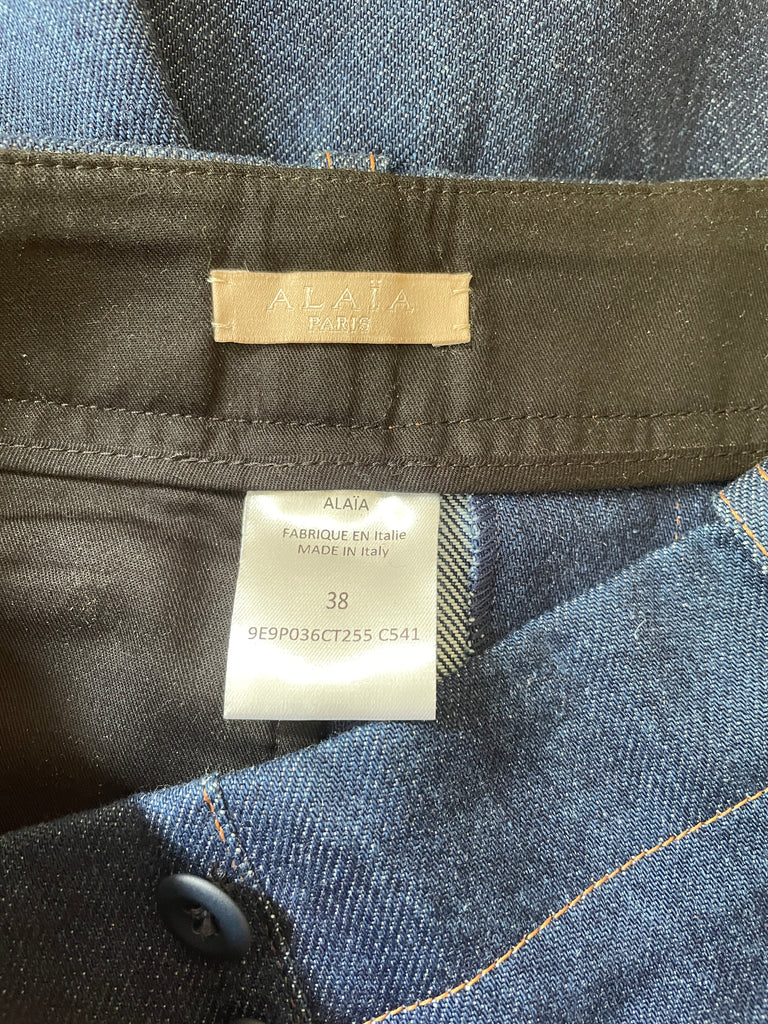 ALAÏA
PARIS
ALAÏA
FABRIQUE EN Italie
MADE IN Italy
38
9E9P036CT255 C541